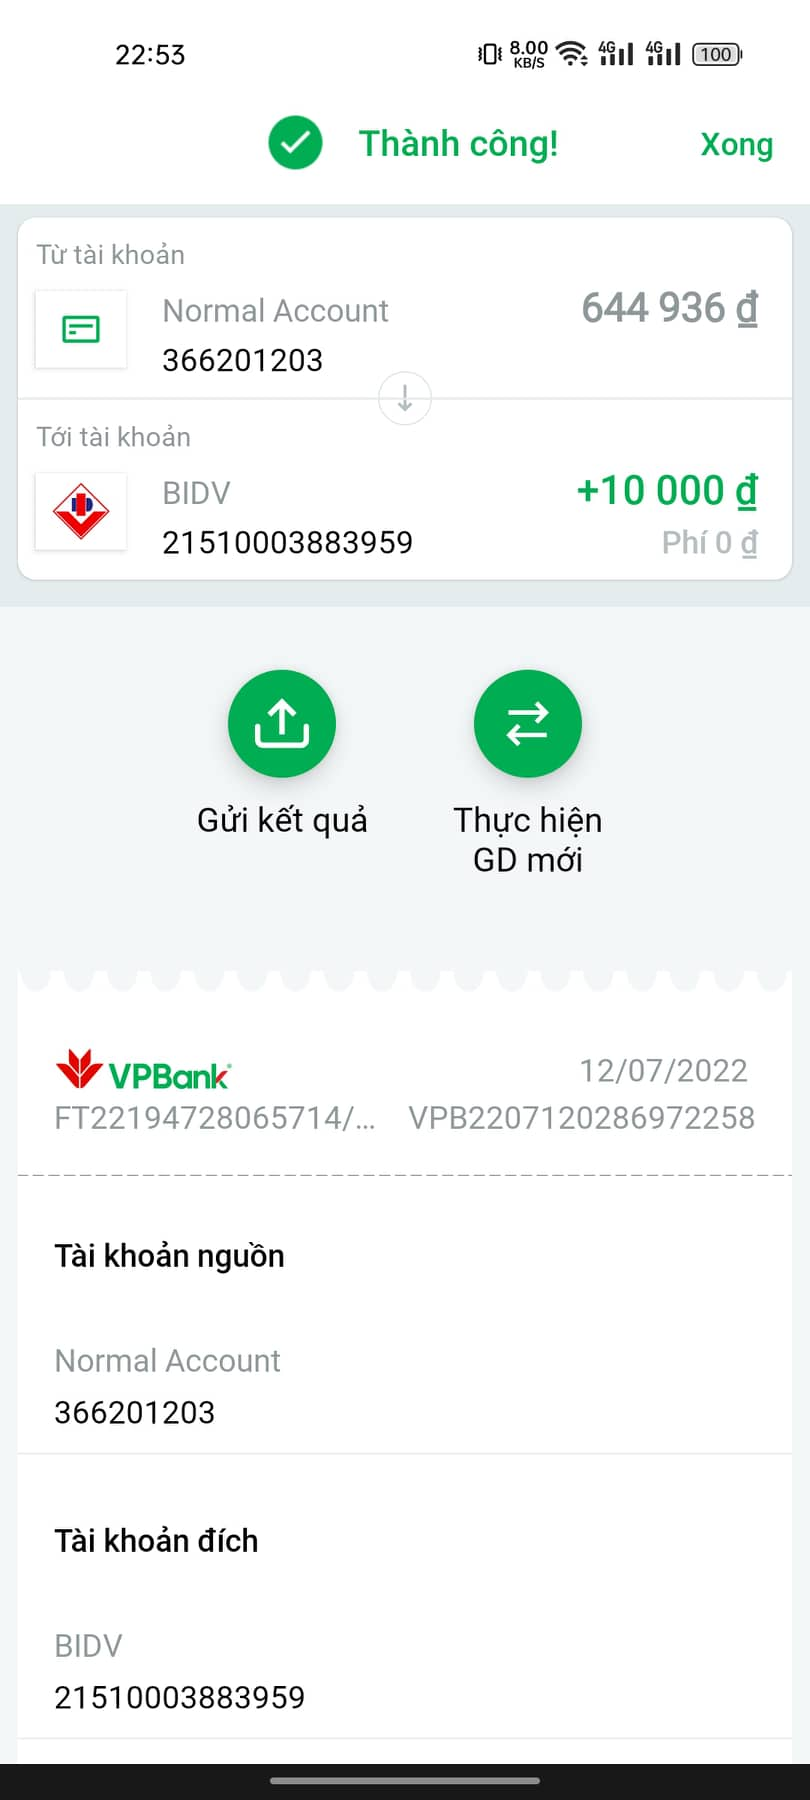 22:53
8.00 KB/S 4G 4G 100
Thành công!
Xong
Từ tài khoản
Normal Account
644 936 ₫
366201203
Tới tài khoản
BIDV
+10 000 ₫
21510003883959
Phí 0 ₫
Gửi kết quả
Thực hiện
GD mới
VPBank
12/07/2022
FT22194728065714/...
VPB2207120286972258
Tài khoản nguồn
Normal Account
366201203
Tài khoản đích
BIDV
21510003883959